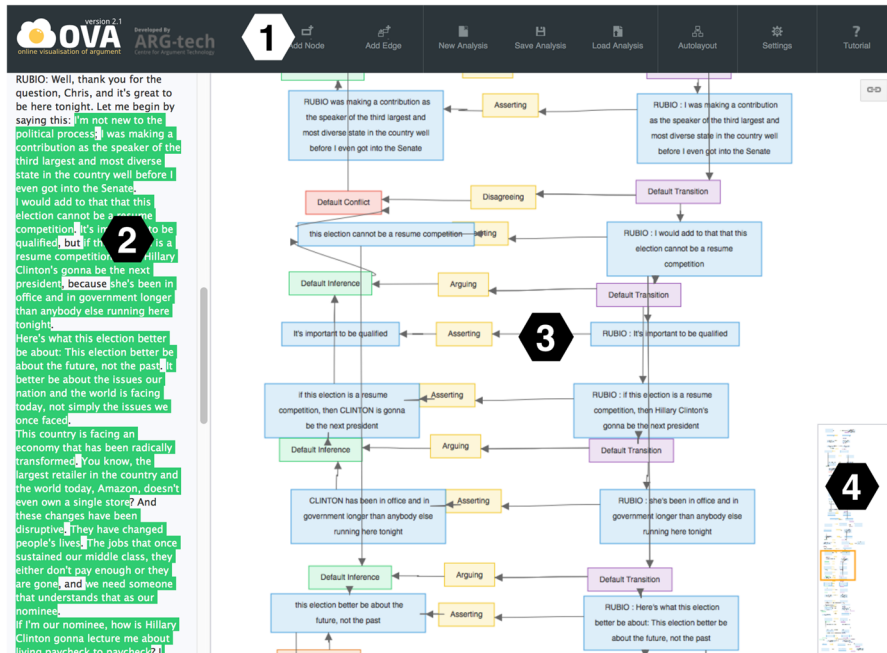 OVA
version 2.1
online visualisation of argument
Developed By
ARG-tech
Centre for Argument Technology
1
Add Node
Add Edge
New Analysis
Save Analysis
Load Analysis
Autolayout
Settings
? Tutorial
RUBIO: Well, thank you for the
question, Chris, and it's great to
be here tonight. Let me begin by
saying this: I'm not new to the
political process; I was making a
contribution as the speaker of the
third largest and most diverse
state in the country well before I
even got into the Senate.
I would add to that that this
election cannot be a resume
competition. It's to be
qualified, but if is a
resume competition Hillary
Clinton's gonna be the next
president, because she's been in
office and in government longer
than anybody else running here
tonight.
Here's what this election better
be about: This election better be
about the future, not the past. It
better be about the issues our
nation and the world is facing
today, not simply the issues we
once faced.
This country is facing an
economy that has been radically
transformed. You know, the
largest retailer in the country and
the world today, Amazon, doesn't
even own a single store? And
these changes have been
disruptive. They have changed
people's lives. The jobs that once
sustained our middle class, they
either don't pay enough or they
are gone, and we need someone
that understands that as our
nominee.
If I'm our nominee, how is Hillary
Clinton gonna lecture me about
living paycheck to paycheck? I
2
RUBIO was making a contribution as
the speaker of the third largest and
most diverse state in the country well
before I even got into the Senate
Asserting
RUBIO : I was making a contribution
as the speaker of the third largest and
most diverse state in the country well
before I even got into the Senate
Default Conflict
Disagreeing
Default Transition
this election cannot be a resume competition
RUBIO : I would add to that that this
election cannot be a resume
competition
Default Inference
Arguing
Default Transition
It's important to be qualified
Asserting
3
RUBIO : It's important to be qualified
if this election is a resume
competition, then CLINTON is gonna
be the next president
Asserting
RUBIO : if this election is a resume
competition, then Hillary Clinton's
gonna be the next president
Default Inference
Arguing
Default Transition
CLINTON has been in office and in
government longer than anybody else
running here tonight
Asserting
RUBIO : she's been in office and in
government longer than anybody else
running here tonight
Default Inference
Arguing
Default Transition
this election better be about the
future, not the past
Asserting
RUBIO : Here's what this election
better be about: This election better be
about the future, not the past
4